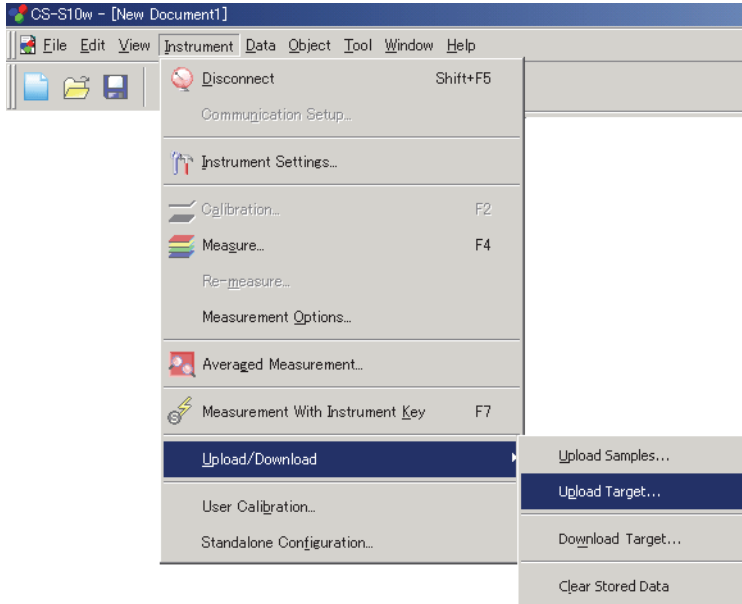 CS-S10w - [New Document1]
File Edit View Instrument Data Object Tool Window Help
Disconnect Shift+F5
Communication Setup...
Instrument Settings...
Calibration... F2
Measure... F4
Re-measure...
Measurement Options...
Averaged Measurement...
Measurement With Instrument Key F7
Upload/Download
Upload Samples...
Upload Target...
Download Target...
Clear Stored Data
User Calibration...
Standalone Configuration...